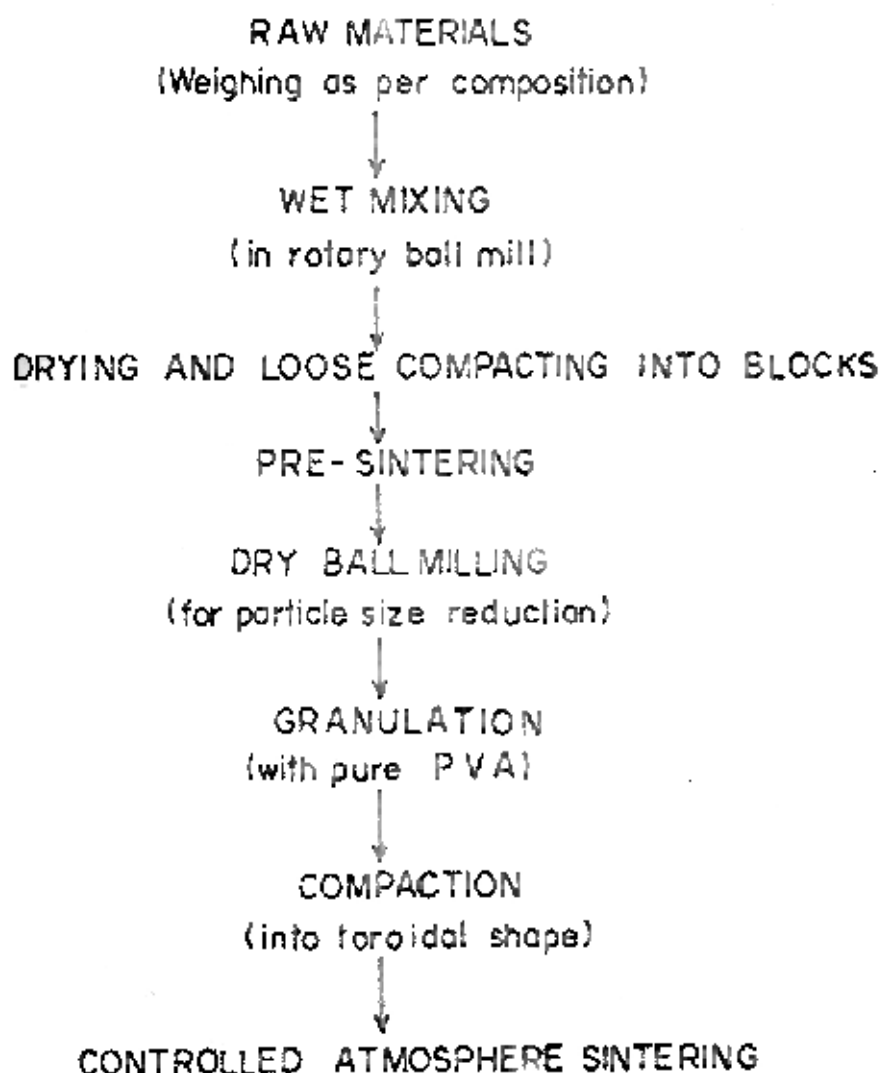 RAW MATERIALS
(Weighing as per composition)
WET MIXING
(in rotary ball mill)
DRYING AND LOOSE COMPACTING INTO BLOCKS
PRE-SINTERING
DRY BALL MILLING
(for particle size reduction)
GRANULATION
(with pure PVA)
COMPACTION
(into toroidal shape)
CONTROLLED ATMOSPHERE SINTERING